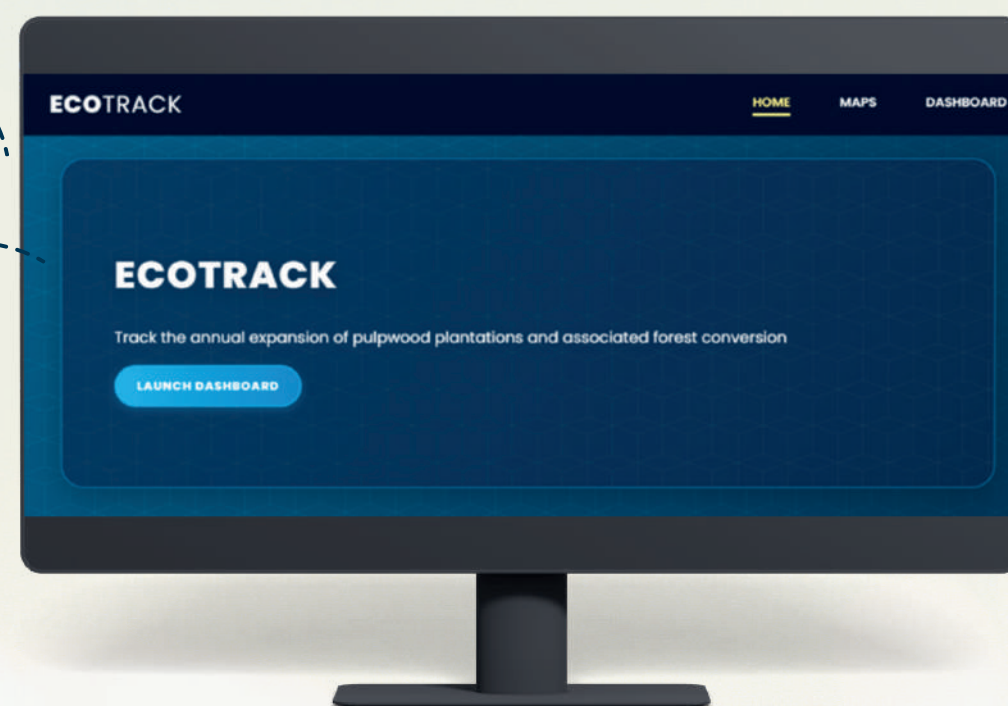 ECOTRACK
HOME MAPS DASHBOARD
ECOTRACK
Track the annual expansion of pulpwood plantations and associated forest conversion
LAUNCH DASHBOARD